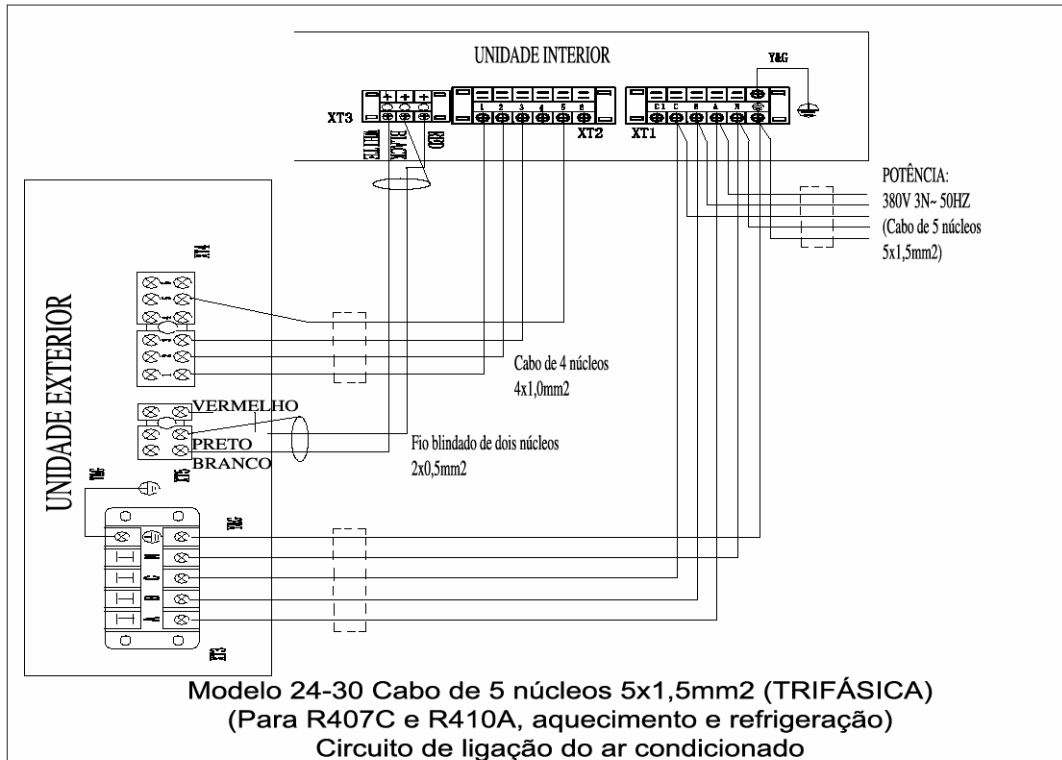 UNIDADE INTERIOR
Y&G
1 2 3 4 5 6
C1 C B A N
XT3
XT2
XT1
WHITE
BLACK
RED
POTÊNCIA:
380V 3N~ 50HZ
(Cabo de 5 núcleos
5x1,5mm2)
XT4
UNIDADE EXTERIOR
Cabo de 4 núcleos
4x1,0mm2
VERMELHO
PRETO
BRANCO
Fio blindado de dois núcleos
2x0,5mm2
Y&G
Y&G
N
C
B
A
XT3
Modelo 24-30 Cabo de 5 núcleos 5x1,5mm2 (TRIFÁSICA)
(Para R407C e R410A, aquecimento e refrigeração)
Circuito de ligação do ar condicionado